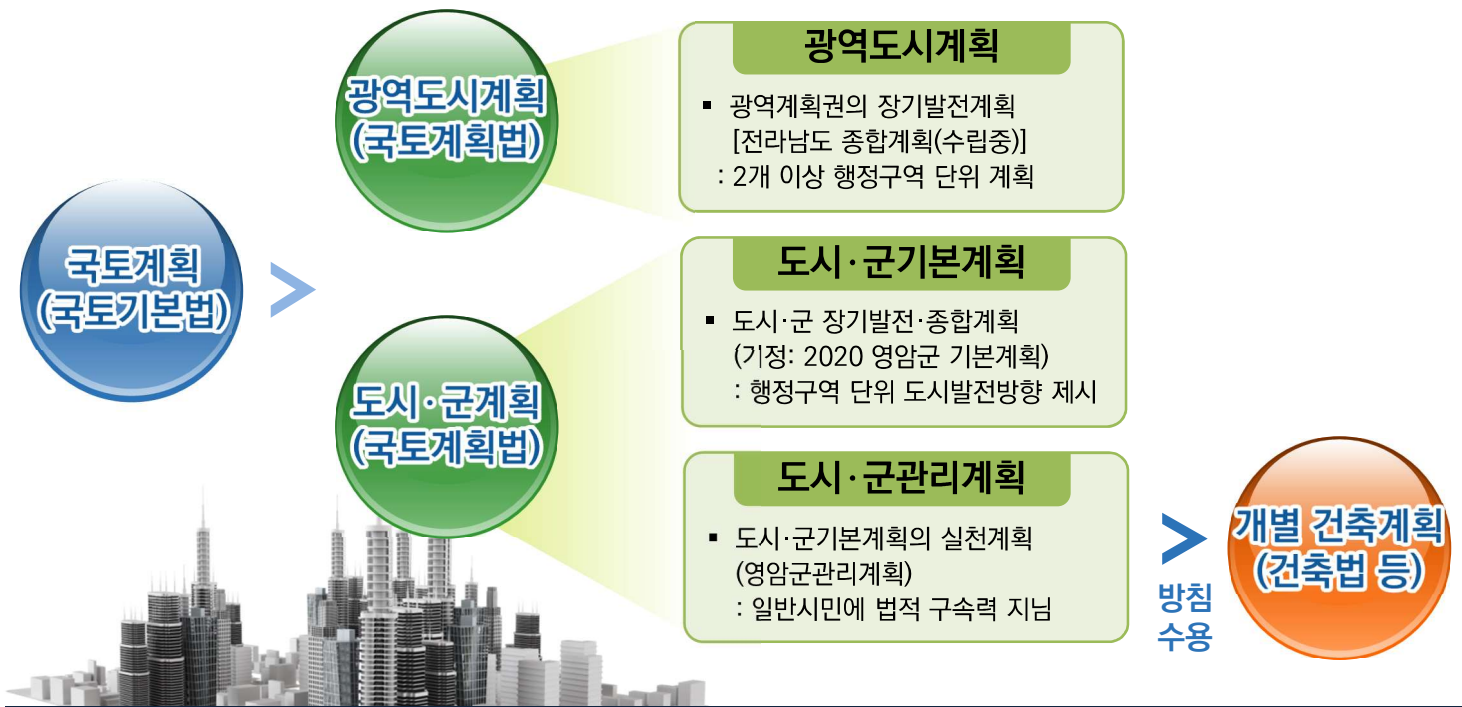 국토계획
(국토기본법)
>
광역도시계획
(국토계획법)
도시·군계획
(국토계획법)
광역도시계획
▪ 광역계획권의 장기발전계획
[전라남도 종합계획(수립중)]
: 2개 이상 행정구역 단위 계획
도시·군기본계획
▪ 도시·군 장기발전·종합계획
(기정: 2020 영암군 기본계획)
: 행정구역 단위 도시발전방향 제시
도시·군관리계획
▪ 도시·군기본계획의 실천계획
(영암군관리계획)
: 일반시민에 법적 구속력 지님
>
방침
수용
개별 건축계획
(건축법 등)